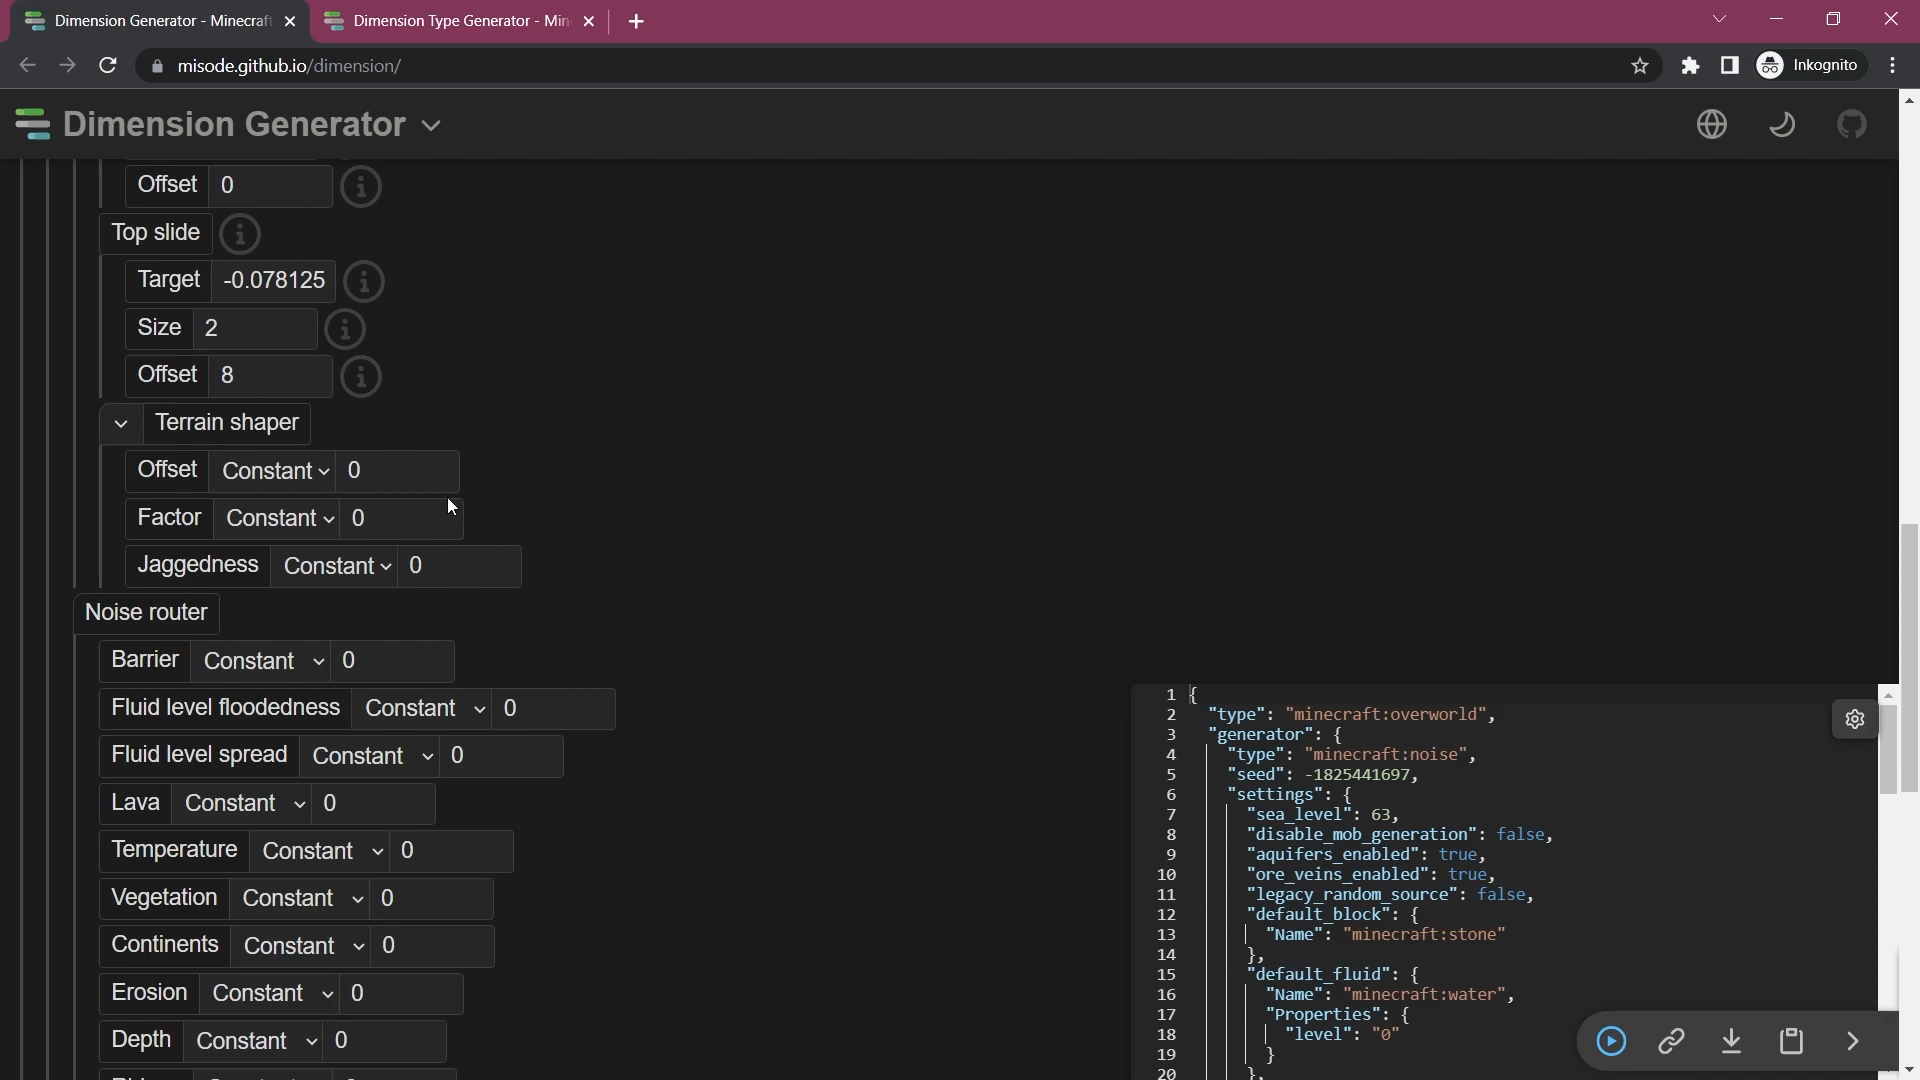 Dimension Generator - Minecraft
Dimension Type Generator - Min
misode.github.io/dimension/
Inkognito
Dimension Generator
Offset 0
Top slide
Target -0.078125
Size 2
Offset 8
Terrain shaper
Offset Constant 0
Factor Constant 0
Jaggedness Constant 0
Noise router
Barrier Constant 0
Fluid level floodedness Constant 0
Fluid level spread Constant 0
Lava Constant 0
Temperature Constant 0
Vegetation Constant 0
Continents Constant 0
Erosion Constant 0
Depth Constant 0
1 {
2 "type": "minecraft:overworld",
3 "generator": {
4 "type": "minecraft:noise",
5 "seed": -1825441697,
6 "settings": {
7 "sea_level": 63,
8 "disable_mob_generation": false,
9 "aquifers_enabled": true,
10 "ore_veins_enabled": true,
11 "legacy_random_source": false,
12 "default_block": {
13 "Name": "minecraft:stone"
14 },
15 "default_fluid": {
16 "Name": "minecraft:water",
17 "Properties": {
18 "level": "0"
19 }
20 },